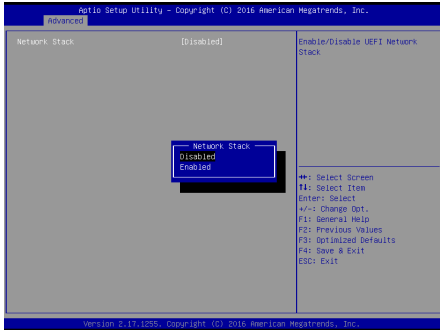 Aptio Setup Utility – Copyright (C) 2016 American Megatrends, Inc.
Advanced
Network Stack [Disabled]
Enable/Disable UEFI Network
Stack
Network Stack
Disabled
Enabled
→←: Select Screen
↑↓: Select Item
Enter: Select
+/-: Change Opt.
F1: General Help
F2: Previous Values
F3: Optimized Defaults
F4: Save & Exit
ESC: Exit
Version 2.17.1255. Copyright (C) 2016 American Megatrends, Inc.